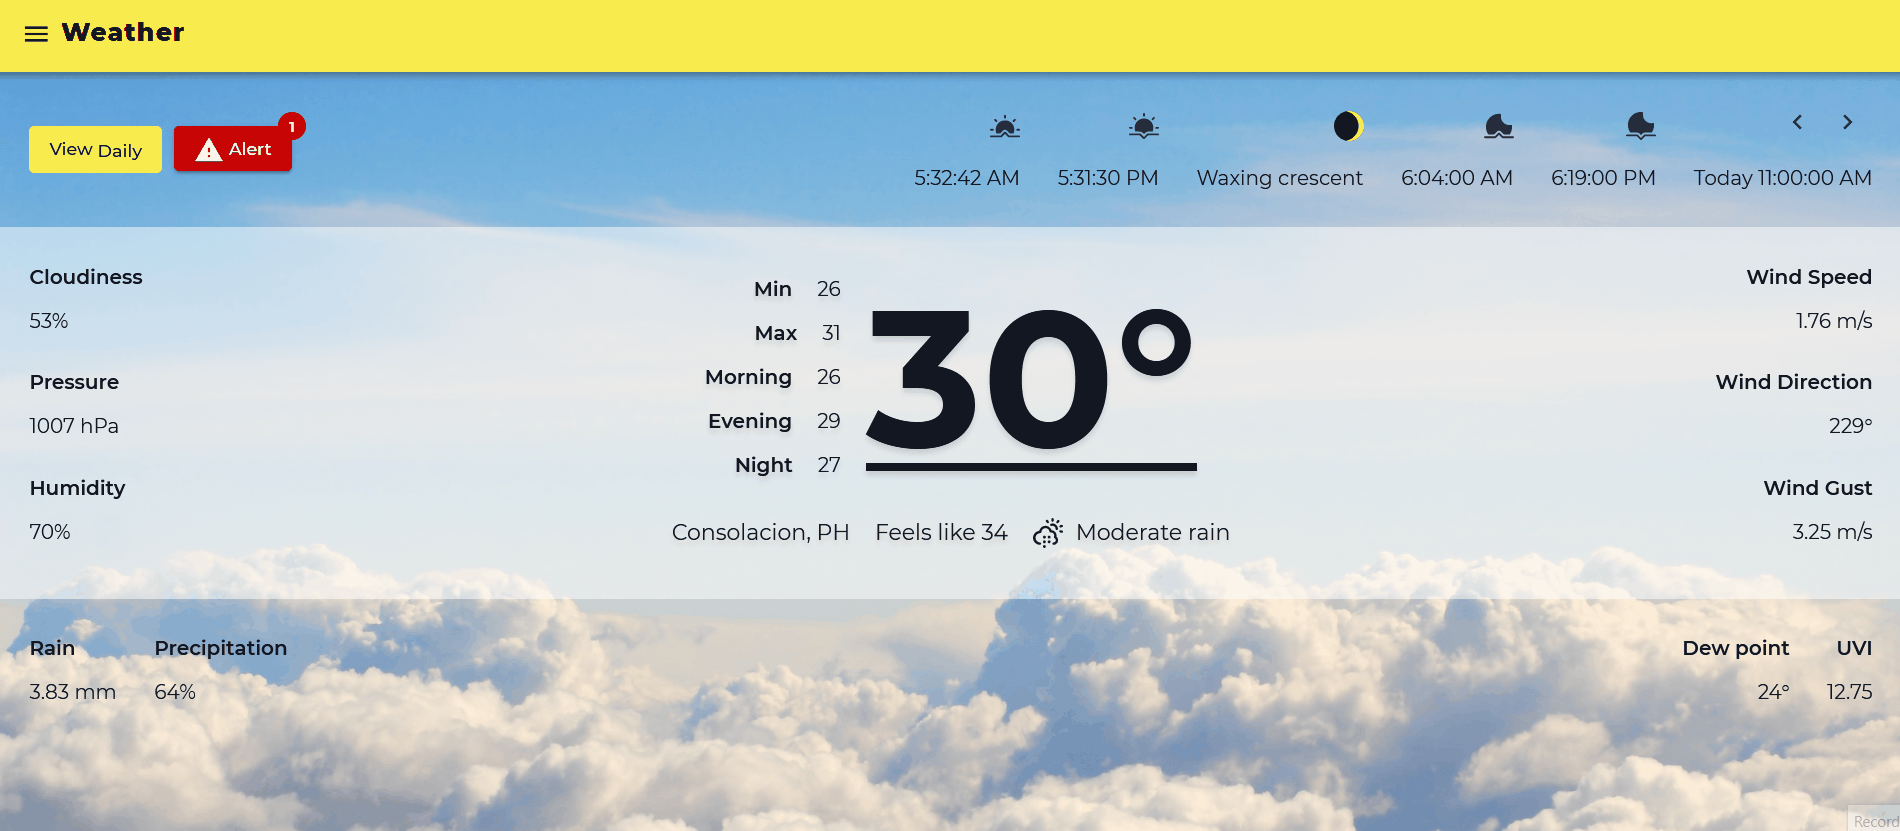 Weather
View Daily
Alert
1
5:32:42 AM
5:31:30 PM
Waxing crescent
6:04:00 AM
6:19:00 PM
Today 11:00:00 AM
Cloudiness
53%
Pressure
1007 hPa
Humidity
70%
Min 26
Max 31
Morning 26
Evening 29
Night 27
30°
Consolacion, PH Feels like 34 Moderate rain
Wind Speed
1.76 m/s
Wind Direction
229°
Wind Gust
3.25 m/s
Rain
3.83 mm
Precipitation
64%
Dew point
24°
UVI
12.75
Record